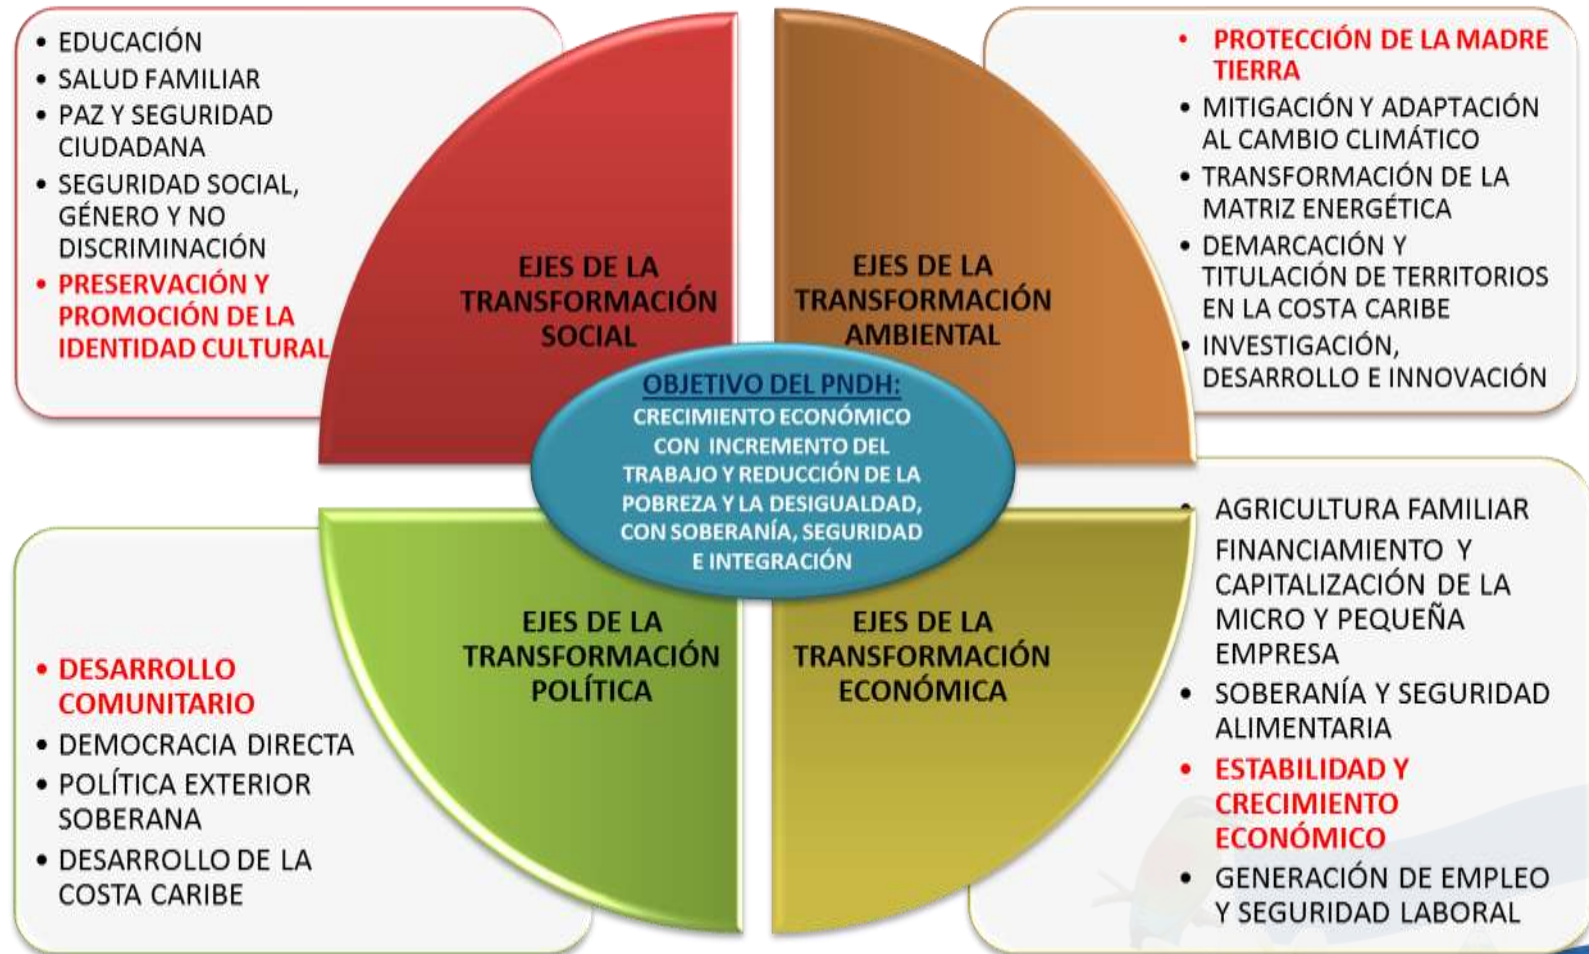 • EDUCACIÓN
• SALUD FAMILIAR
• PAZ Y SEGURIDAD
CIUDADANA
• SEGURIDAD SOCIAL,
GÉNERO Y NO
DISCRIMINACIÓN
• PRESERVACIÓN Y
PROMOCIÓN DE LA
IDENTIDAD CULTURAL
EJES DE LA
TRANSFORMACIÓN
SOCIAL
EJES DE LA
TRANSFORMACIÓN
AMBIENTAL
• PROTECCIÓN DE LA MADRE
TIERRA
• MITIGACIÓN Y ADAPTACIÓN
AL CAMBIO CLIMÁTICO
• TRANSFORMACIÓN DE LA
MATRIZ ENERGÉTICA
• DEMARCACIÓN Y
TITULACIÓN DE TERRITORIOS
EN LA COSTA CARIBE
• INVESTIGACIÓN,
DESARROLLO E INNOVACIÓN
OBJETIVO DEL PNDH:
CRECIMIENTO ECONÓMICO
CON INCREMENTO DEL
TRABAJO Y REDUCCIÓN DE LA
POBREZA Y LA DESIGUALDAD,
CON SOBERANÍA, SEGURIDAD
E INTEGRACIÓN
• DESARROLLO
COMUNITARIO
• DEMOCRACIA DIRECTA
• POLÍTICA EXTERIOR
SOBERANA
• DESARROLLO DE LA
COSTA CARIBE
EJES DE LA
TRANSFORMACIÓN
POLÍTICA
EJES DE LA
TRANSFORMACIÓN
ECONÓMICA
• AGRICULTURA FAMILIAR
FINANCIAMIENTO Y
CAPITALIZACIÓN DE LA
MICRO Y PEQUEÑA
EMPRESA
• SOBERANÍA Y SEGURIDAD
ALIMENTARIA
• ESTABILIDAD Y
CRECIMIENTO
ECONÓMICO
• GENERACIÓN DE EMPLEO
Y SEGURIDAD LABORAL